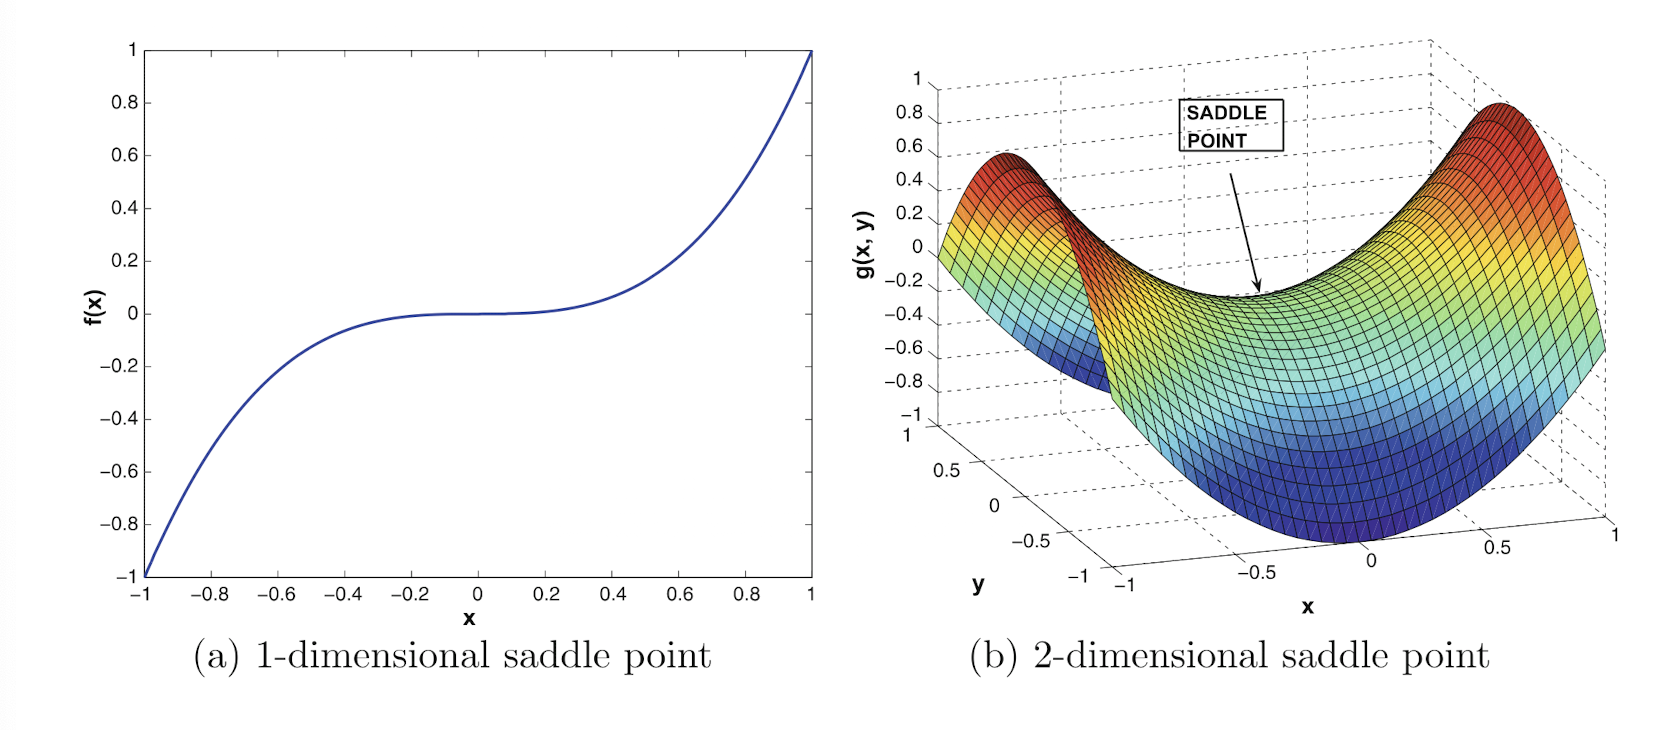 1
0.8
0.6
0.4
0.2
0
−0.2
−0.4
−0.6
−0.8
−1
f(x)
−1 −0.8 −0.6 −0.4 −0.2 0 0.2 0.4 0.6 0.8 1
x
(a) 1-dimensional saddle point
SADDLE
POINT
1
0.8
0.6
0.4
0.2
0
−0.2
−0.4
−0.6
−0.8
−1
g(x, y)
1
0.5
0
−0.5
−1
y
−1 −0.5 0 0.5 1
x
(b) 2-dimensional saddle point